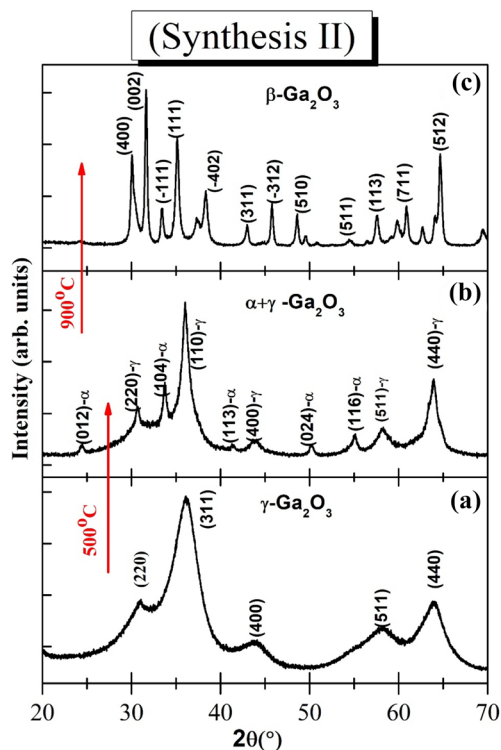 (Synthesis II)
(c)
β-Ga₂O₃
(400)
(002)
(-111)
(111)
(-402)
(311)
(-312)
(510)
(511)
(113)
(711)
(512)
900°C
(b)
α+γ -Ga₂O₃
(012)-α
(220)-γ
(104)-α
(110)-γ
(113)-α
(400)-γ
(024)-α
(116)-α
(511)-γ
(440)-γ
500°C
(a)
γ-Ga₂O₃
(220)
(311)
(400)
(511)
(440)
Intensity (arb. units)
20 30 40 50 60 70
2θ(°)